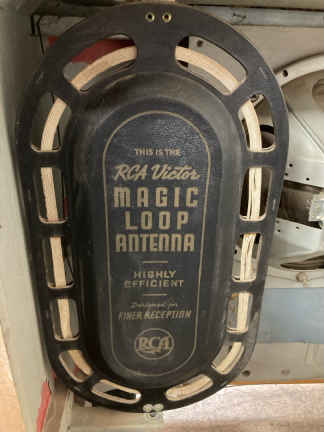 THIS IS THE
RCA Victor
MAGIC
LOOP
ANTENNA
HIGHLY
EFFICIENT
Designed for
FINER RECEPTION
RCA